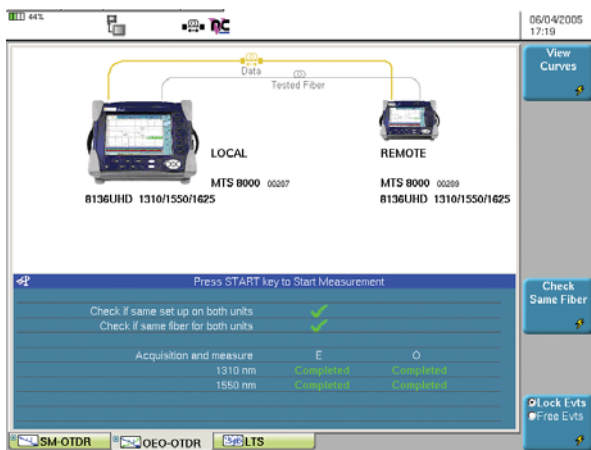 44%
nc
06/04/2005
17:19
View
Curves
Data
Tested Fiber
LOCAL
REMOTE
MTS 8000 00207
MTS 8000 00209
8136UHD 1310/1550/1625
8136UHD 1310/1550/1625
Press START key to Start Measurement
Check
Same Fiber
Check if same set up on both units
Check if same fiber for both units
Acquisition and measure E O
1310 nm Completed Completed
1550 nm Completed Completed
Lock Evts
Free Evts
SM-OTDR OEO-OTDR LTS